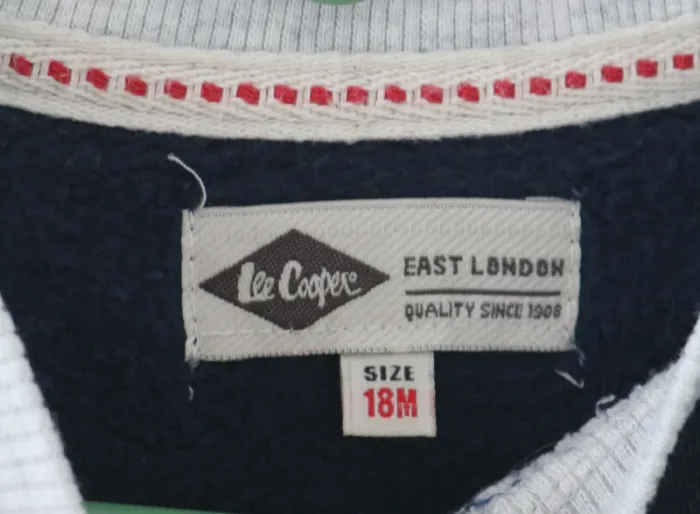 Lee Cooper
EAST LONDON
QUALITY SINCE 1908
SIZE
18M